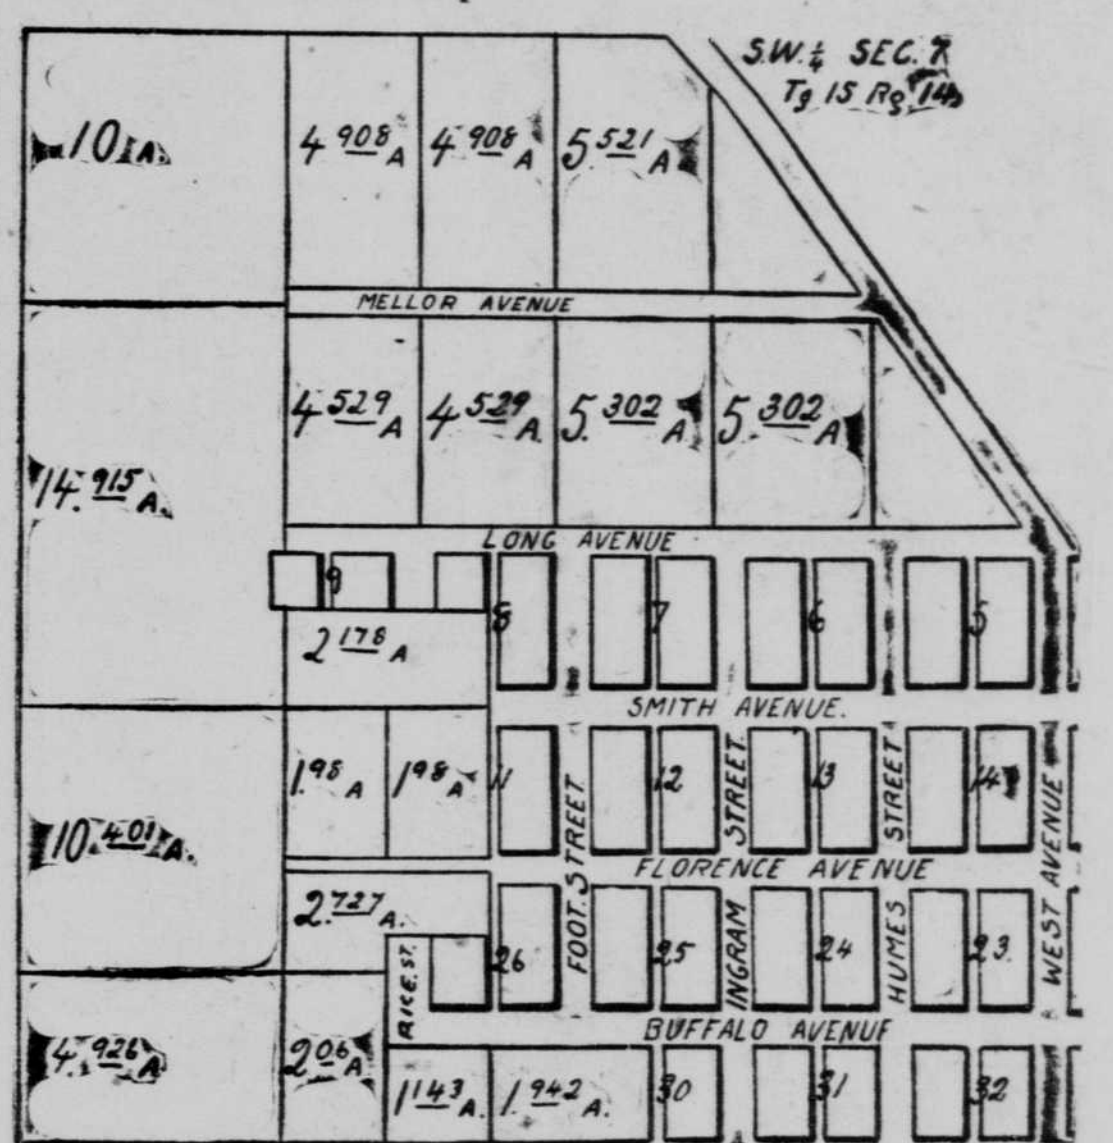 S.W. ¼ SEC. 7
Tg 15 Rg 14
10 A.
4 908 A
4 908 A
5. 521 A
MELLOR AVENUE
4 529 A
4 529 A.
5. 302 A
5. 302 A
14. 915 A.
LONG AVENUE
9
8
7
6
5
2 178 A
SMITH AVENUE.
1. 98 A
1 98 A
11
12
13
14
FOOT. STREET
INGRAM STREET.
HUMES STREET
WEST AVENUE
10. 401 A.
FLORENCE AVENUE
2. 727 A.
RIKE. ST.
26
25
24
23.
BUFFALO AVENUE
4. 926 A
2 06 A
1 143 A.
1. 942 A.
30
31
32